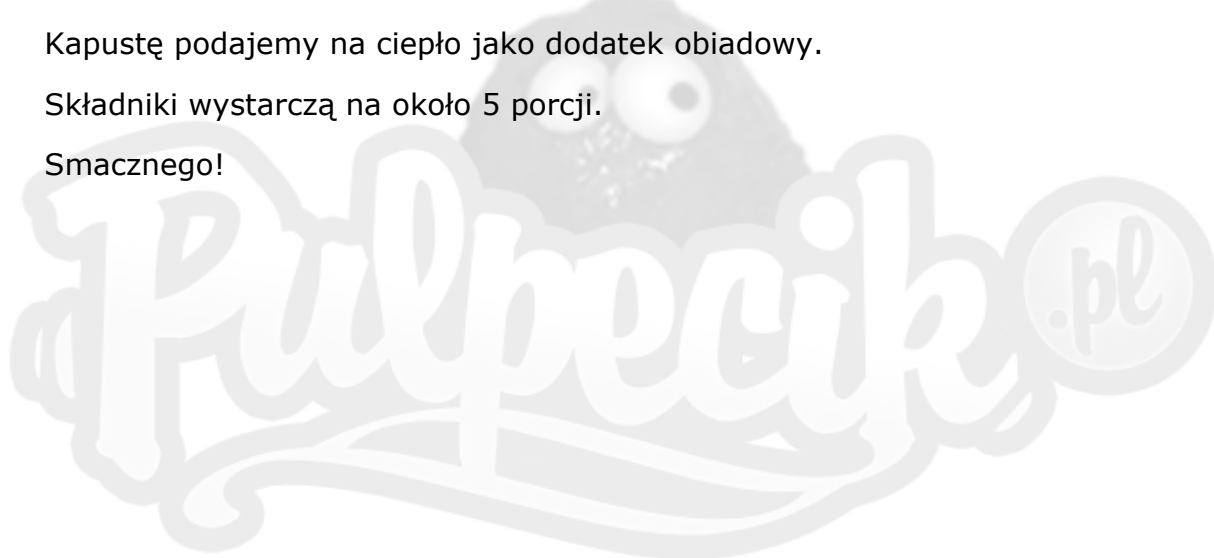 Kapustę podajemy na ciepło jako dodatek obiadowy.
Składniki wystarczą na około 5 porcji.
Smacznego!
Pulpecik.pl